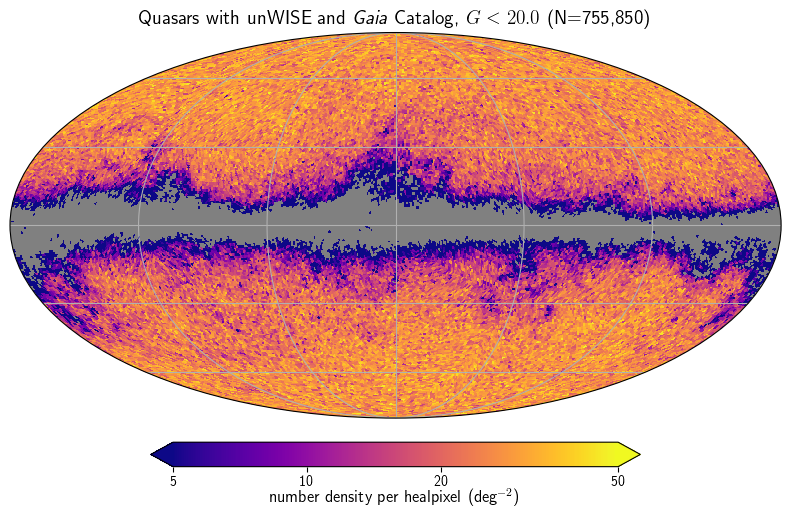 Quasars with unWISE and Gaia Catalog, G < 20.0 (N=755,850)
5 10 20 50
number density per healpixel (deg⁻²)